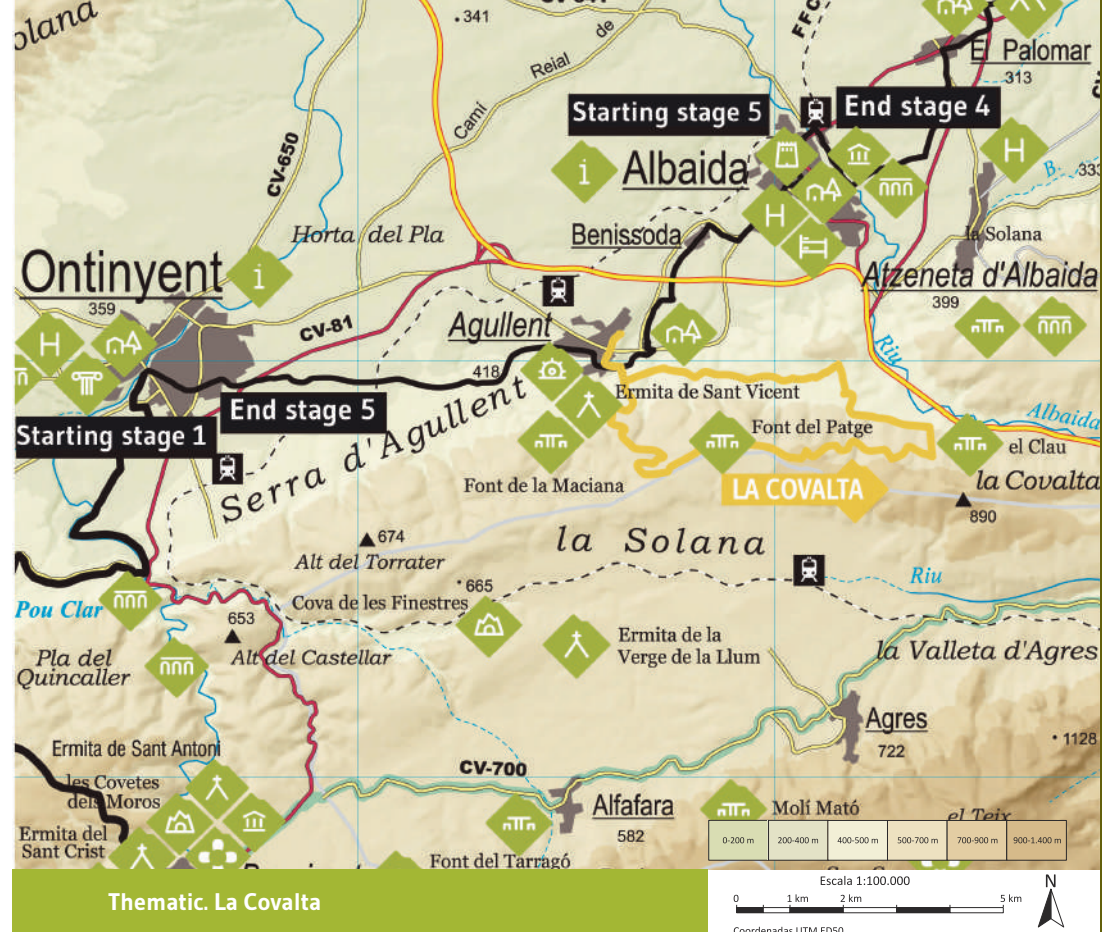 olana
341
de
Reial
Camí
FFC
El Palomar
313
Starting stage 5
End stage 4
CV-650
i
Albaida
H
B.
333
Horta del Pla
Benissoda
H
la Solana
Ontinyent
i
359
Atzeneta d'Albaida
399
Agullent
CV-81
H
Riu
418
Ermita de Sant Vicent
End stage 5
Albaida
Starting stage 1
Font del Patge
el Clau
Serra d'Agullent
Font de la Maciana
LA COVALTA
la Covalta
890
674
la Solana
Alt del Torrater
665
Riu
Pou Clar
Cova de les Finestres
653
Ermita de la
Verge de la Llum
Alt del Castellar
la Valleta d'Agres
Pla del
Quincaller
Agres
722
1128
Ermita de Sant Antoni
CV-700
les Covetes
dels Moros
Alfafara
582
Molí Mató
el Teix
Ermita del
Sant Crist
Font del Tarragó
0-200 m
200-400 m
400-500 m
500-700 m
700-900 m
900-1.400 m
Thematic. La Covalta
Escala 1:100.000
N
0
1 km
2 km
5 km
Coordenadas UTM ED50